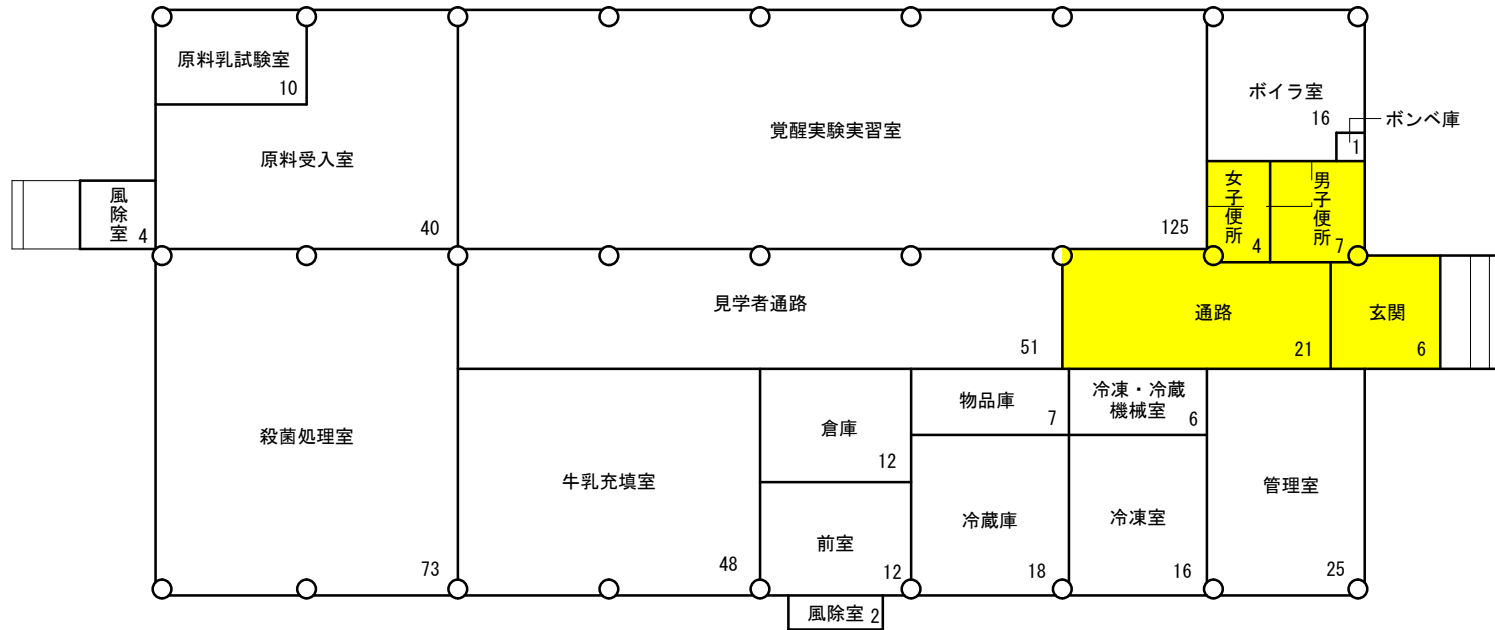 原料乳試験室
10
原料受入室
40
風除室
4
覚醒実験実習室
125
ボイラ室
16
ボンベ庫
1
女子便所
4
男子便所
7
見学者通路
51
通路
21
玄関
6
殺菌処理室
73
牛乳充填室
48
倉庫
12
前室
12
風除室
2
物品庫
7
冷蔵庫
18
冷凍・冷蔵
機械室
6
冷凍室
16
管理室
25